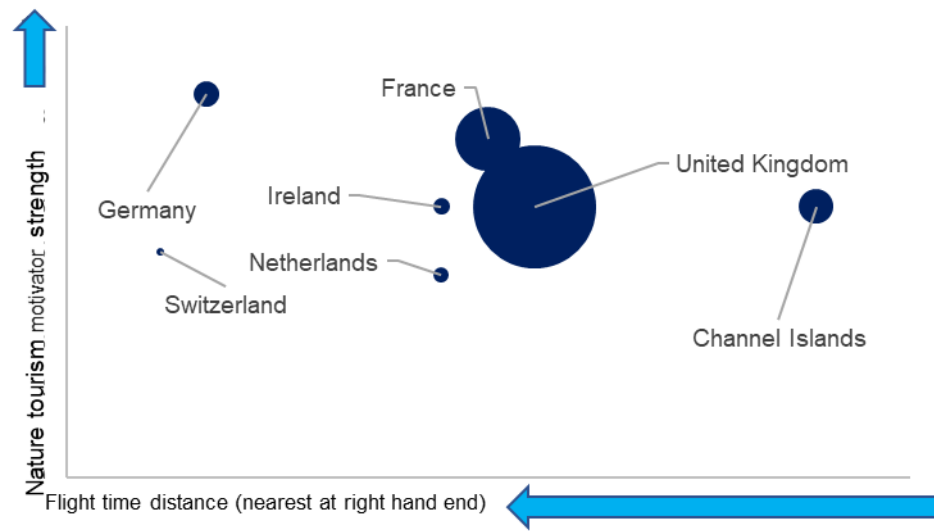 France
United Kingdom
Ireland
Germany
Netherlands
Switzerland
Channel Islands
Nature tourism motivator strength
Flight time distance (nearest at right hand end)